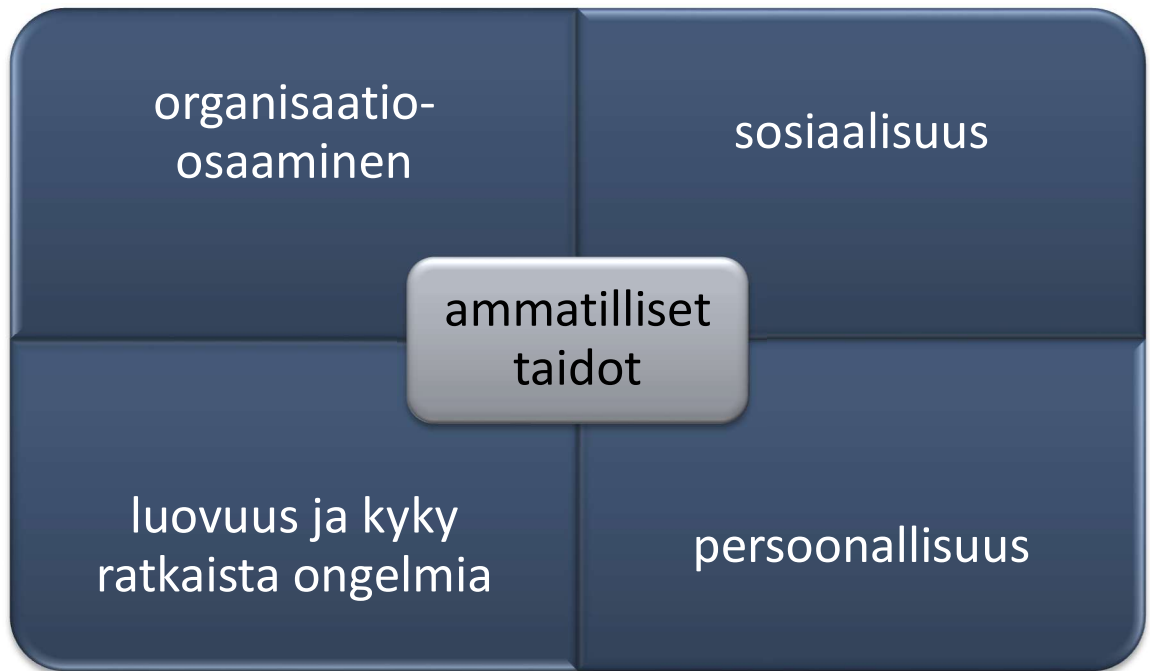 organisaatio-
osaaminen
sosiaalisuus
ammatilliset
taidot
luovuus ja kyky
ratkaista ongelmia
persoonallisuus